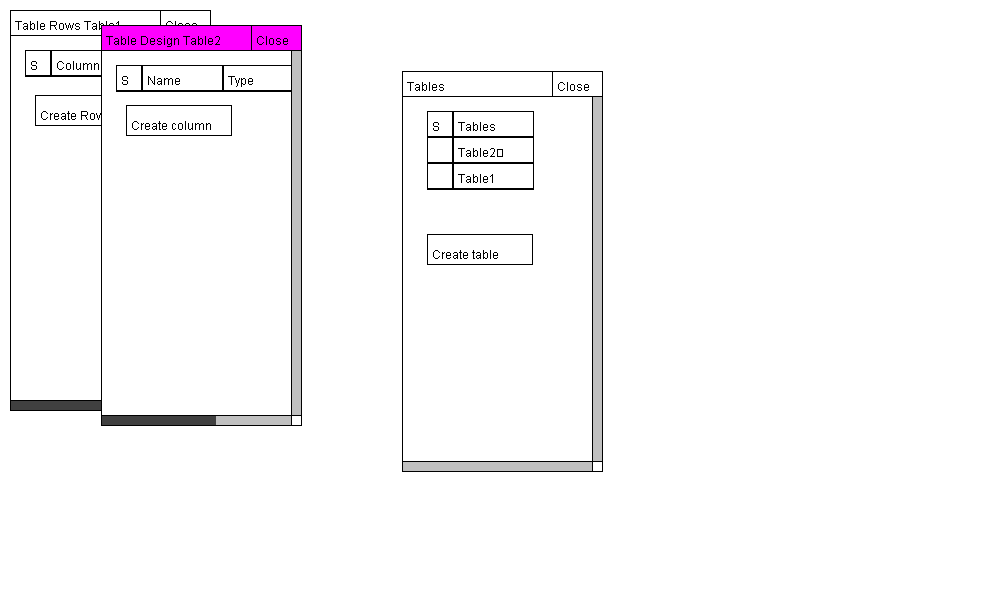 Table Rows Table1 Close
S Column
Create Row
Table Design Table2 Close
S Name Type
Create column
Tables Close
S Tables
Table2▯
Table1
Create table